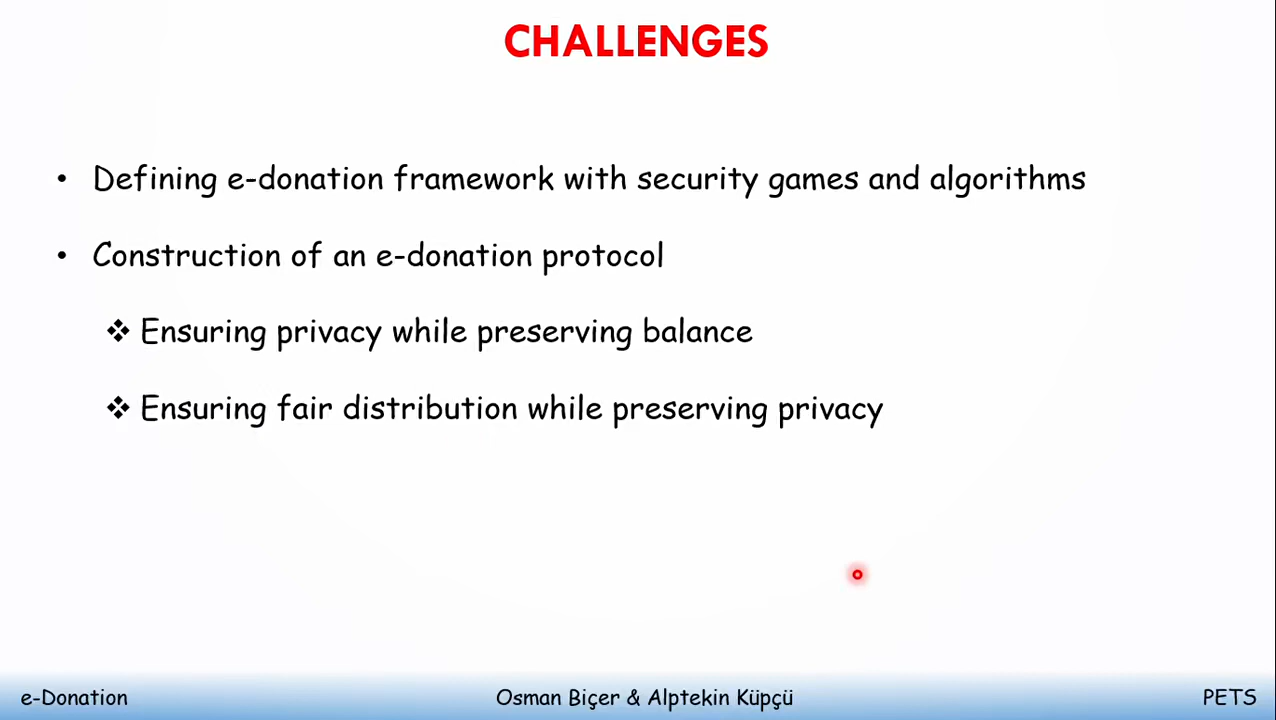 CHALLENGES
• Defining e-donation framework with security games and algorithms
• Construction of an e-donation protocol
❖ Ensuring privacy while preserving balance
❖ Ensuring fair distribution while preserving privacy
e-Donation Osman Biçer & Alptekin Küpçü PETS